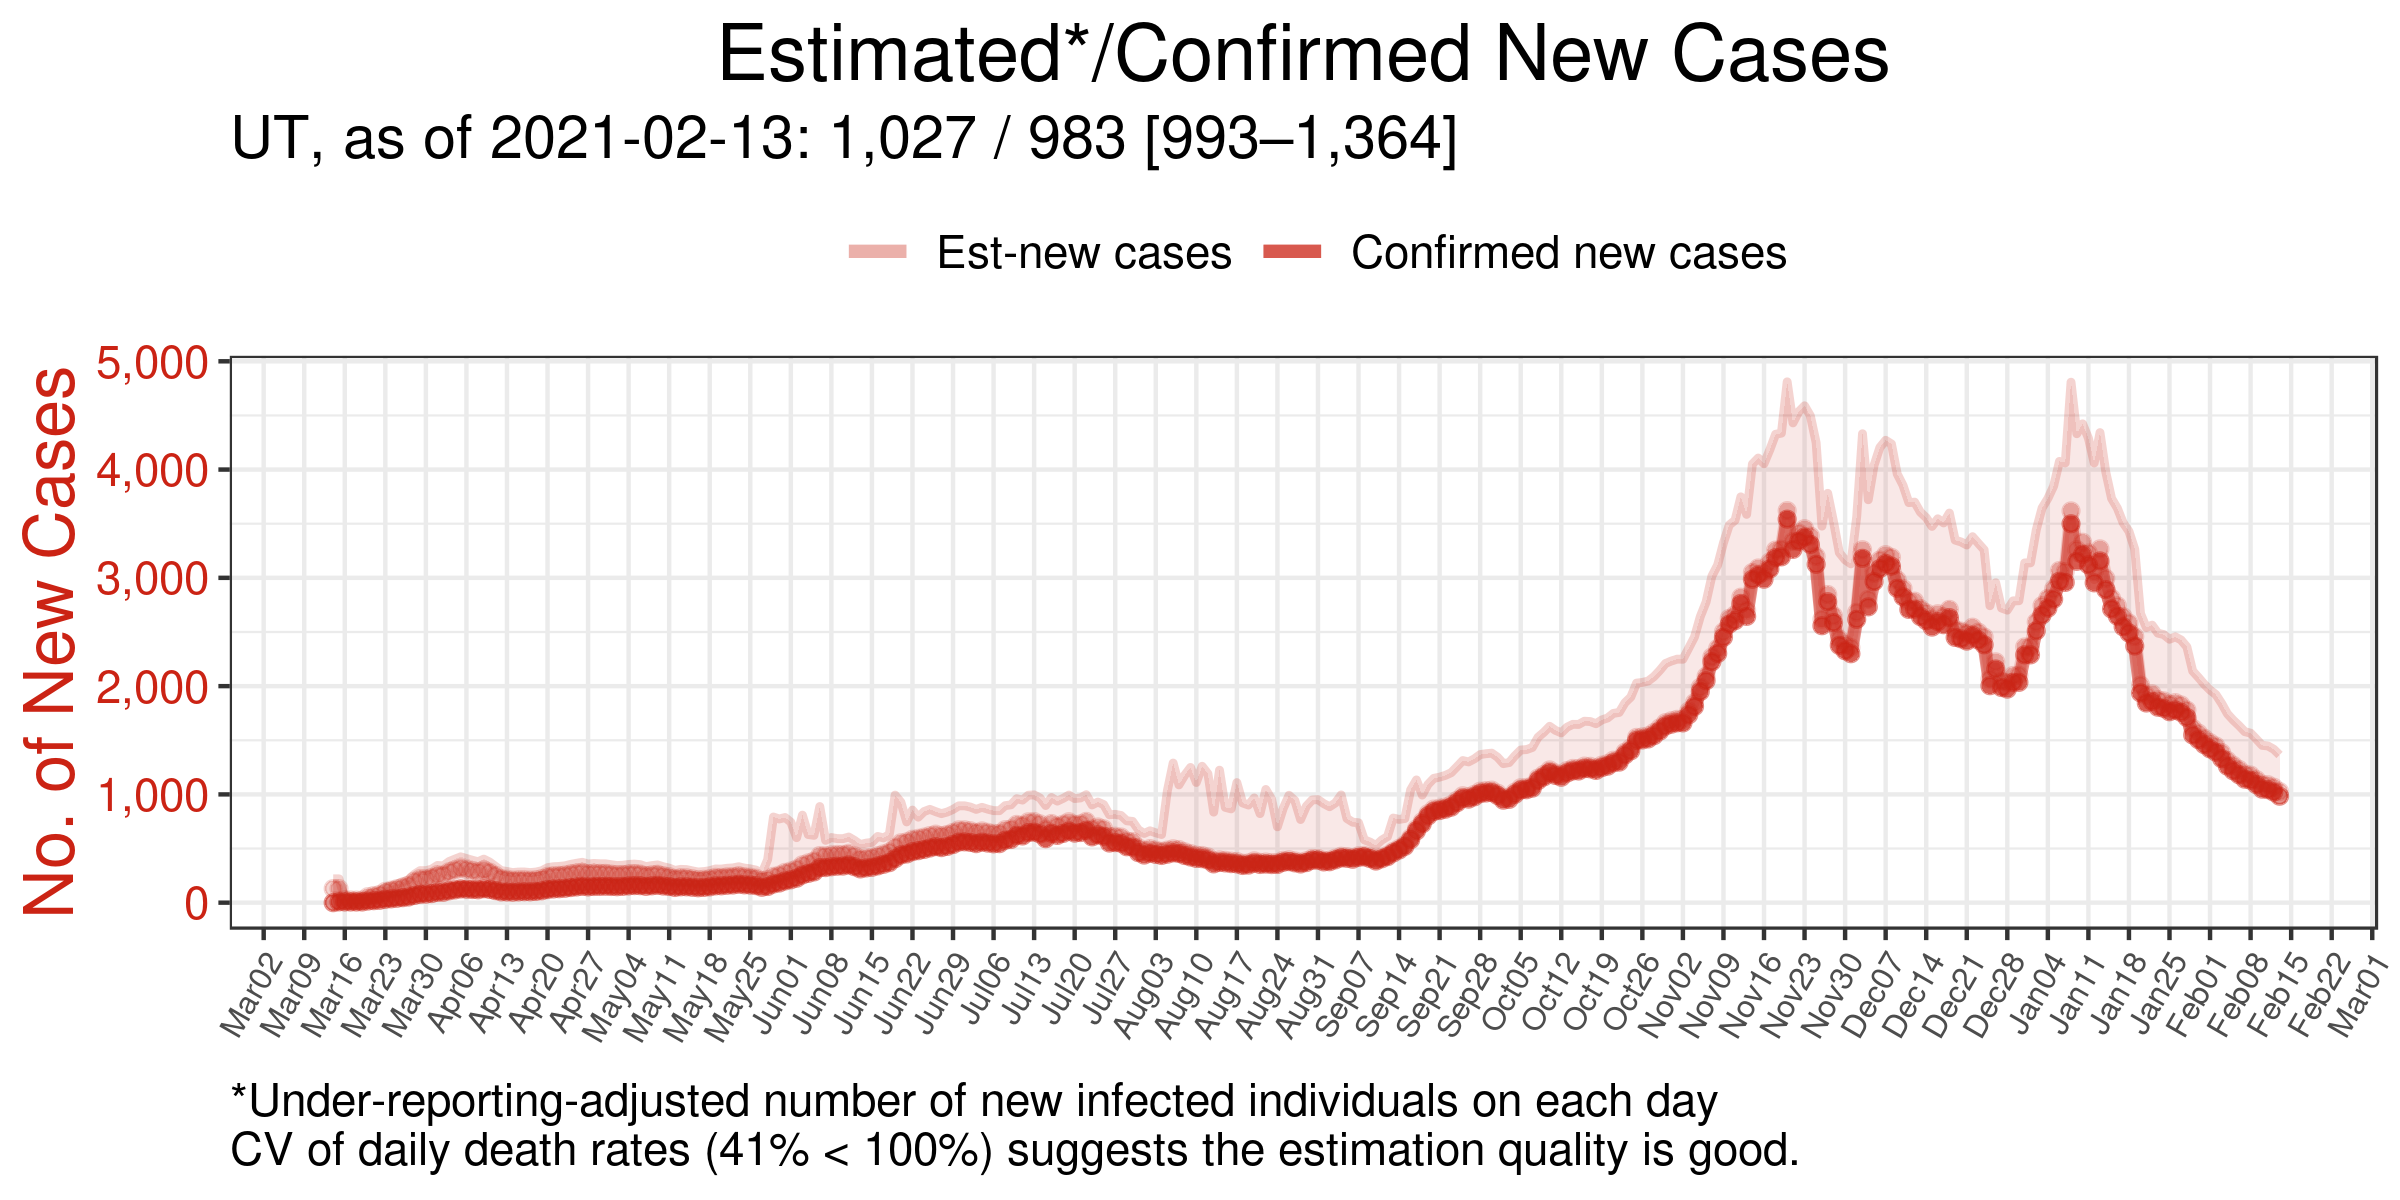 Estimated*/Confirmed New Cases
UT, as of 2021-02-13: 1,027 / 983 [993–1,364]
Est-new cases Confirmed new cases
No. of New Cases
5,000
4,000
3,000
2,000
1,000
0
Mar02 Mar09 Mar16 Mar23 Mar30 Apr06 Apr13 Apr20 Apr27 May04 May11 May18 May25 Jun01 Jun08 Jun15 Jun22 Jun29 Jul06 Jul13 Jul20 Jul27 Aug03 Aug10 Aug17 Aug24 Aug31 Sep07 Sep14 Sep21 Sep28 Oct05 Oct12 Oct19 Oct26 Nov02 Nov09 Nov16 Nov23 Nov30 Dec07 Dec14 Dec21 Dec28 Jan04 Jan11 Jan18 Jan25 Feb01 Feb08 Feb15 Feb22 Mar01
*Under-reporting-adjusted number of new infected individuals on each day
CV of daily death rates (41% < 100%) suggests the estimation quality is good.